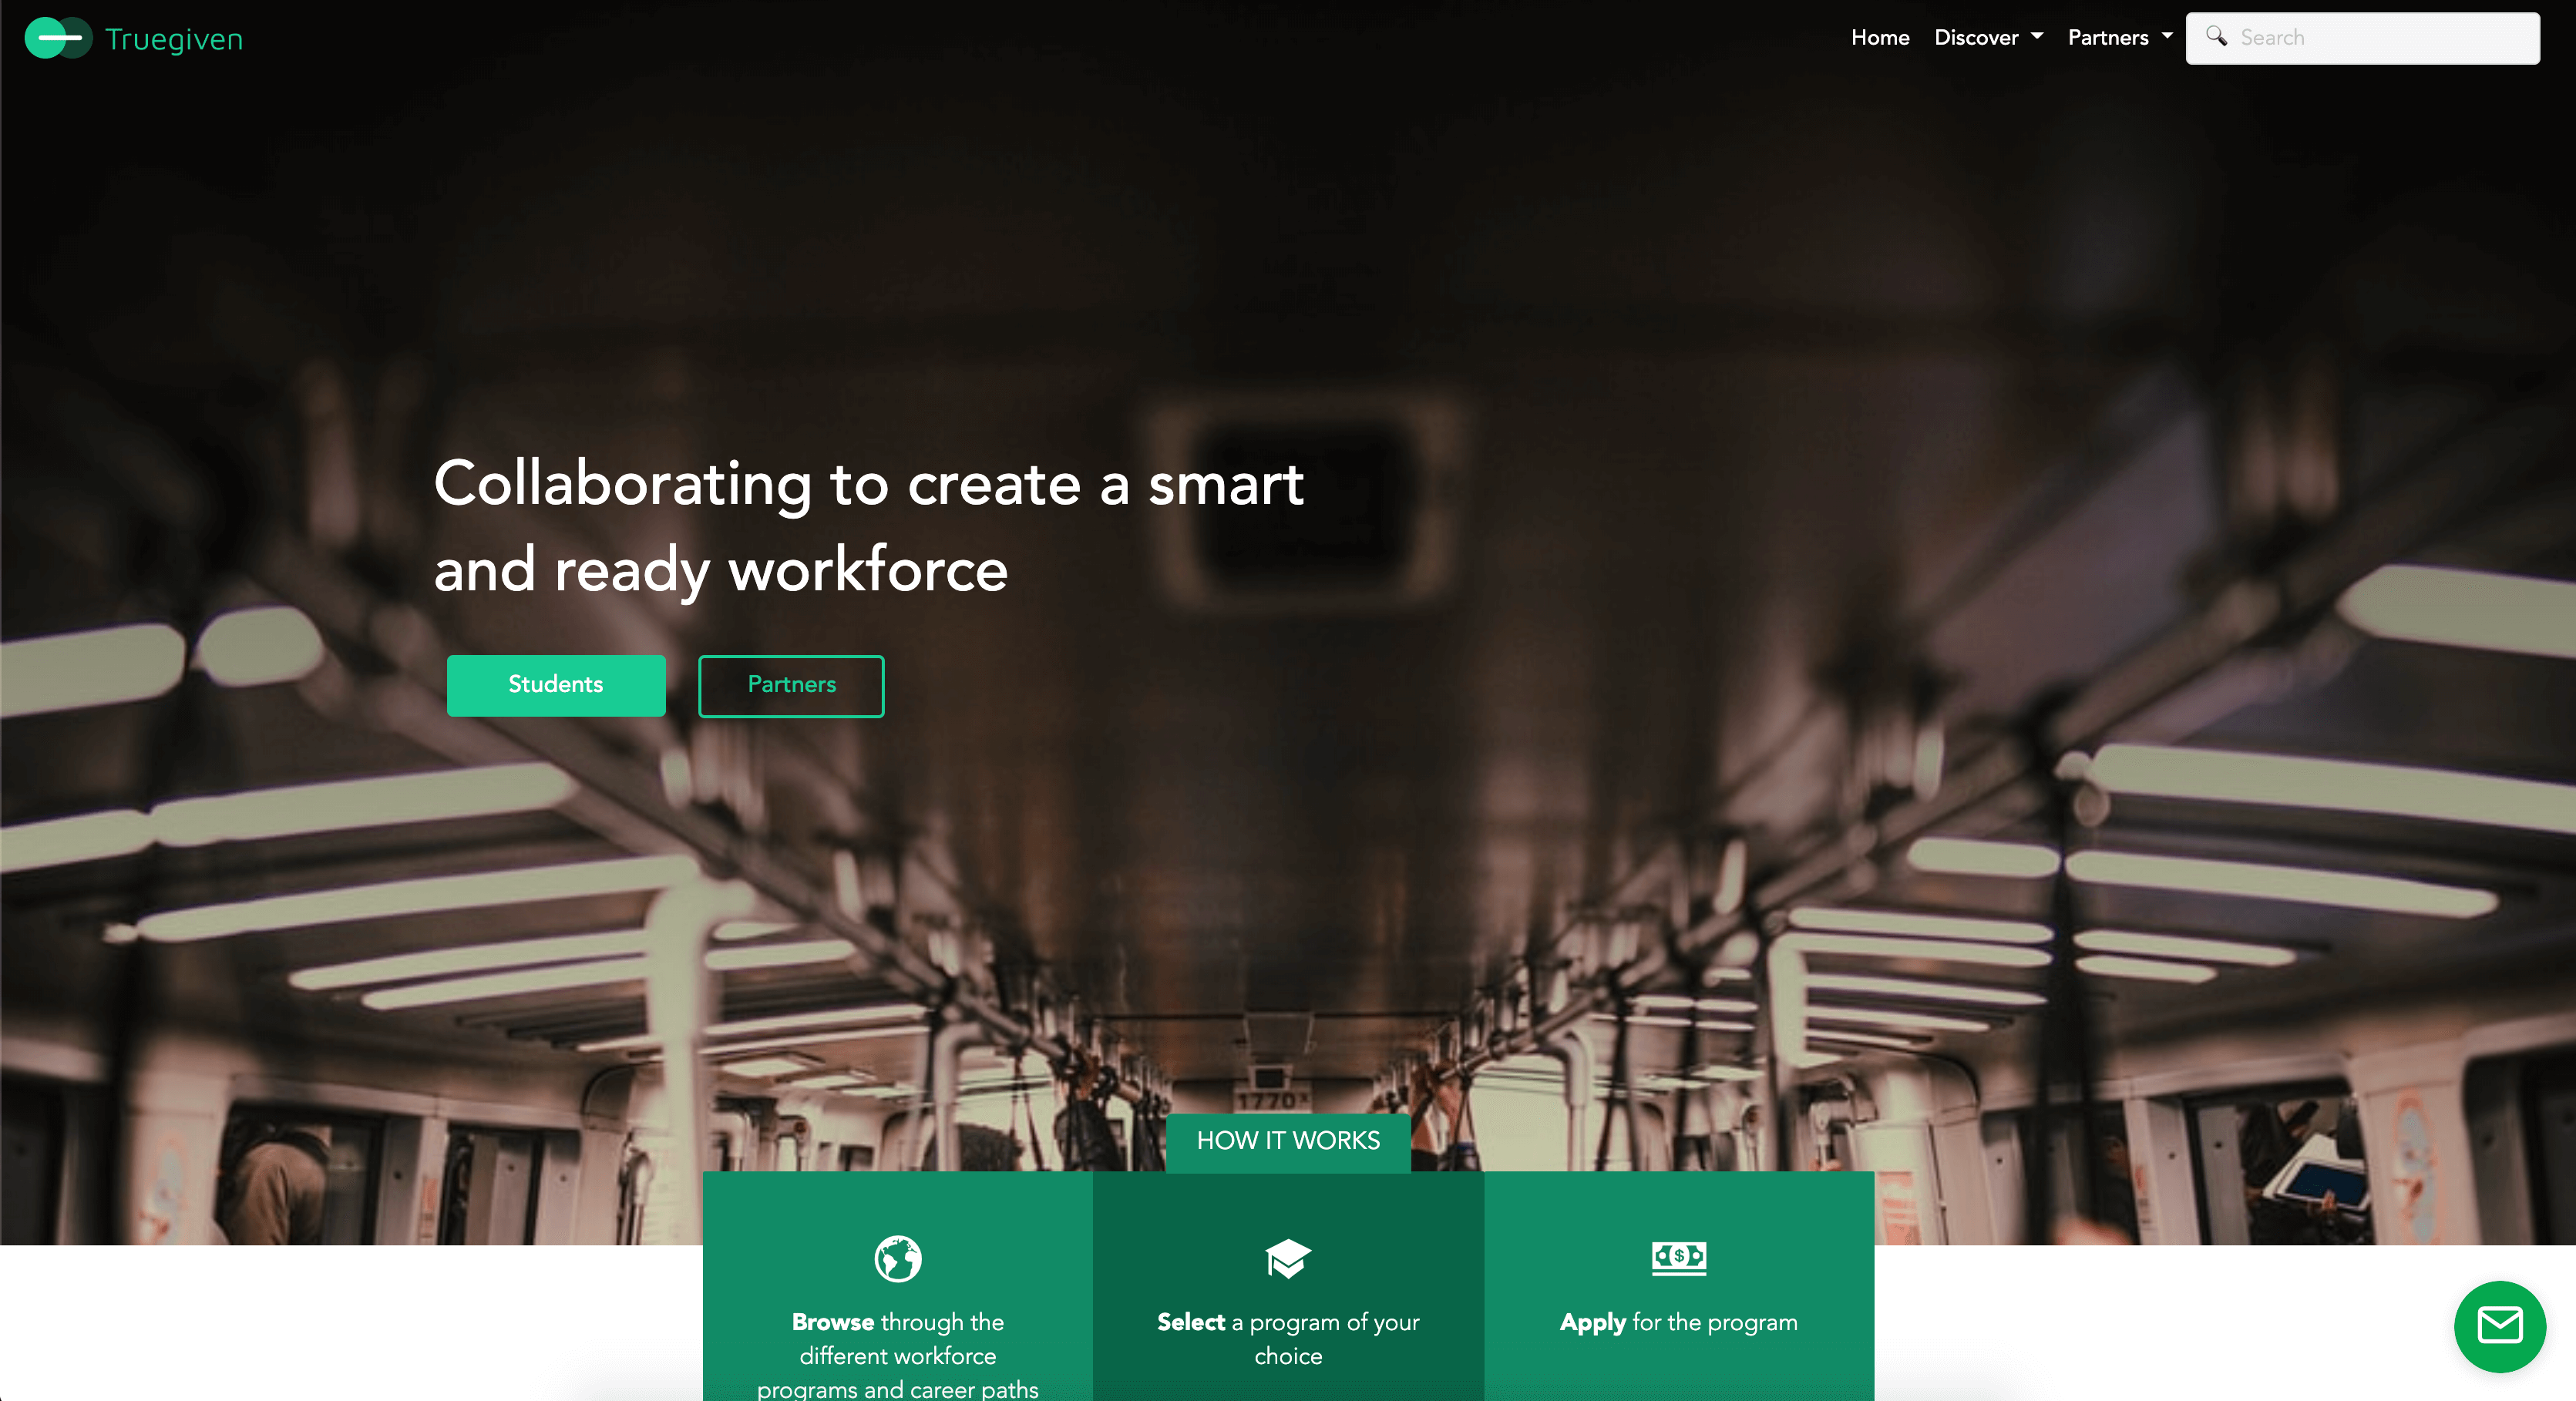 Truegiven
Home Discover Partners Search
Collaborating to create a smart
and ready workforce
Students Partners
1770
HOW IT WORKS
Browse through the
different workforce
programs and career paths
Select a program of your
choice
Apply for the program